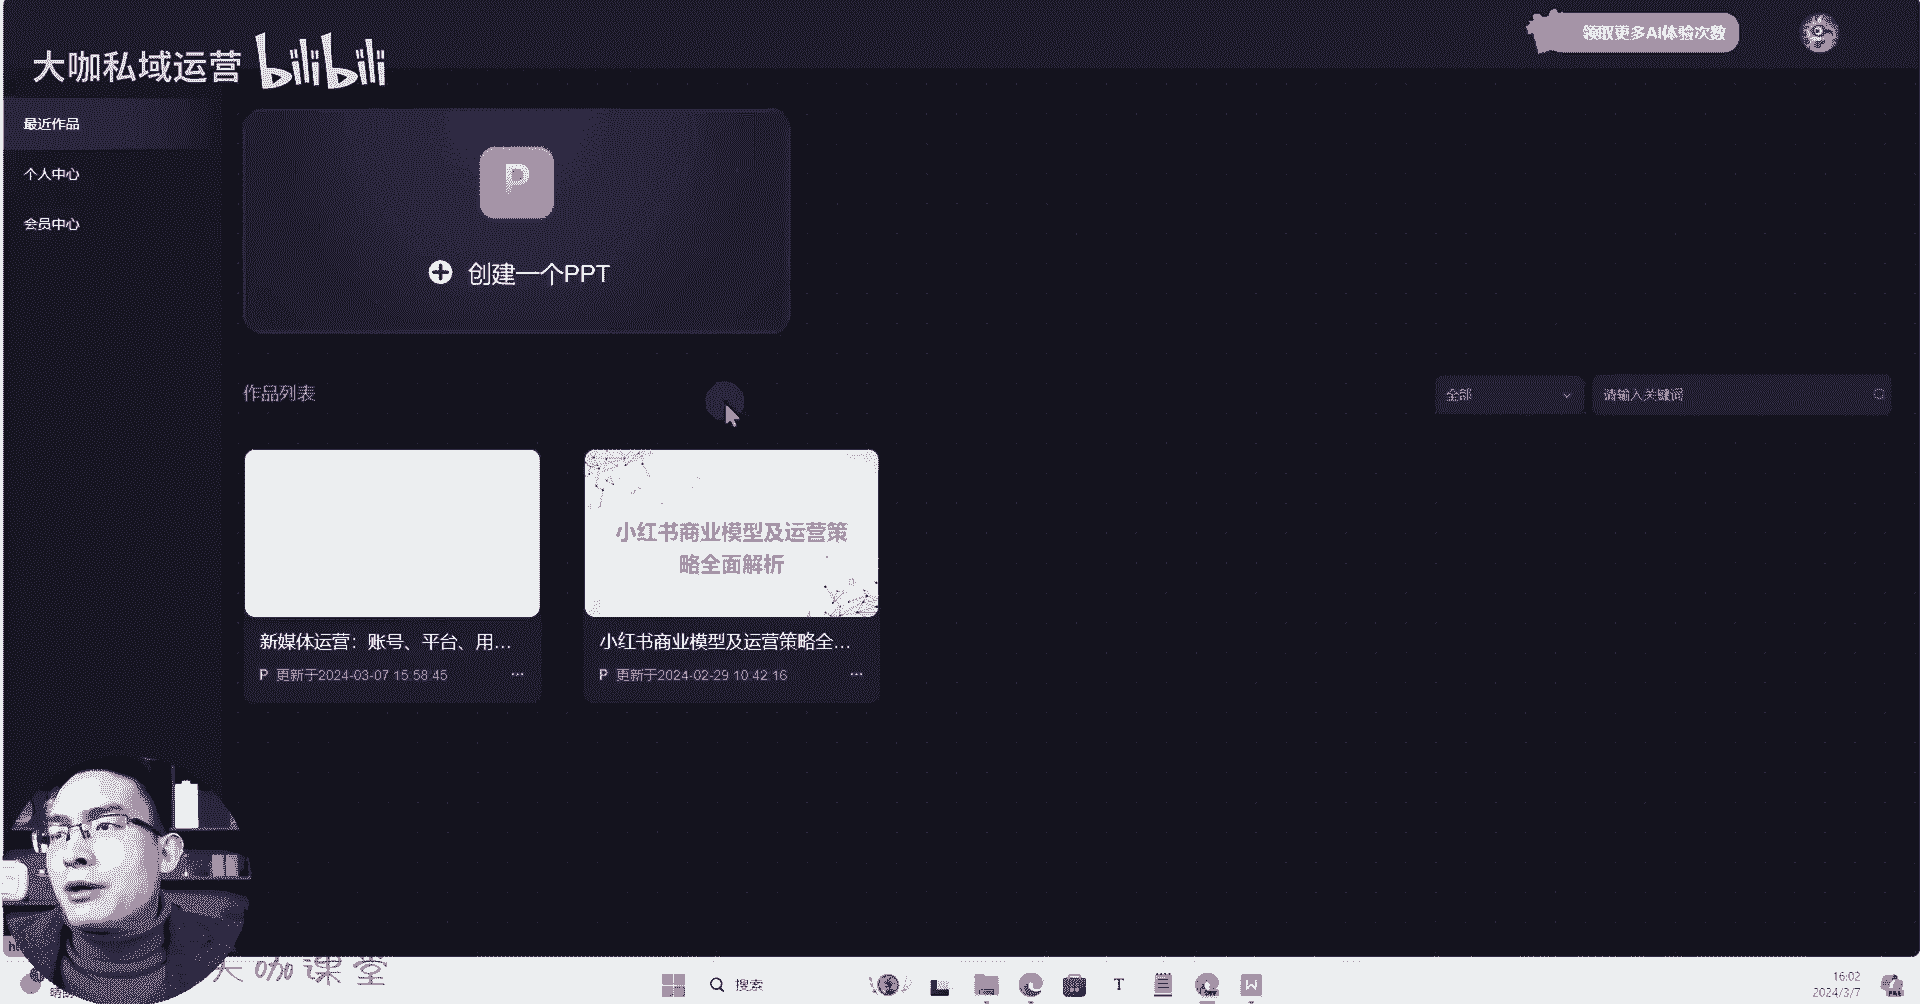 领取更多AI体验次数
大咖私域运营 bilibili
最近作品
个人中心
会员中心
P
创建一个PPT
作品列表
全部
请输入关键词
小红书商业模型及运营策
略全面解析
新媒体运营：账号、平台、用...
P 更新于2024-03-07 15 58 45 ...
小红书商业模型及运营策略全...
P 更新于2024-02-29 10 42 16 ...
大咖课堂
搜索
T
W
16:02
2024/3/7